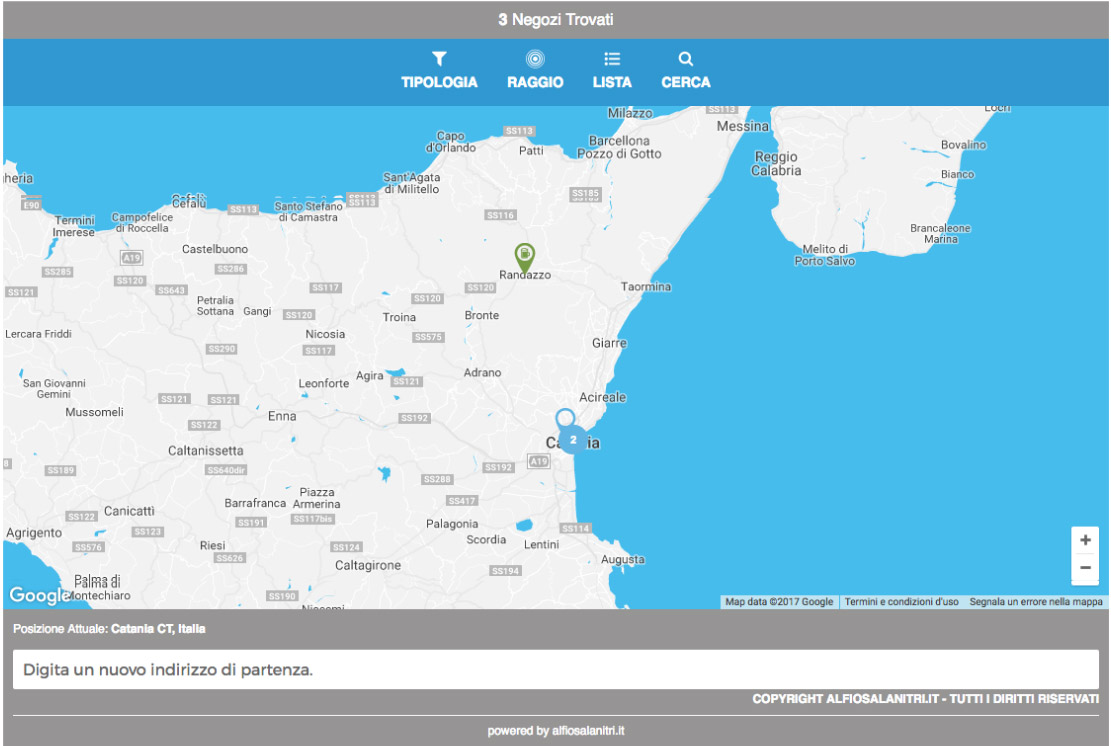 3 Negozi Trovati
TIPOLOGIA RAGGIO LISTA CERCA
Milazzo
SS113
Locri
Messina
Capo
d'Orlando
SS113
Patti
Barcellona
Pozzo di Gotto
Bovalino
Reggio
Calabria
Bianco
Sant'Agata
di Militello
E90
Cefalù
SS113
Santo Stefano
di Camastra
SS113
SS185
Termini
Imerese
Campofelice
di Roccella
SS116
Brancaleone
Marina
A19
Castelbuono
Melito di
Porto Salvo
SS285
SS286
Randazzo
SS121
SS120
SS643
SS117
SS120
Taormina
Petralia
Sottana
Gangi
SS120
SS120
Troina
Bronte
Lercara Friddi
Nicosia
SS575
Giarre
SS290
SS117
San Giovanni
Gemini
Leonforte
Agira
SS121
Adrano
SS121
SS121
Acireale
Mussomeli
Enna
SS192
SS122
2
Caltanissetta
SS189
SS640dir
SS192
A19
SS288
Piazza
Armerina
Barrafranca
SS417
Canicatti
SS122
SS191
SS117bis
Palagonia
SS114
Agrigento
SS123
Scordia
Lentini
SS576
Riesi
SS124
SS626
Caltagirone
Augusta
SS194
Palma di
Montechiaro
SS190
Niscemi
+
−
Google
Map data ©2017 Google Termini e condizioni d'uso Segnala un errore nella mappa
Posizione Attuale: Catania CT, Italia
Digita un nuovo indirizzo di partenza.
COPYRIGHT ALFIOSALANITRI.IT - TUTTI I DIRITTI RISERVATI
powered by alfiosalanitri.it